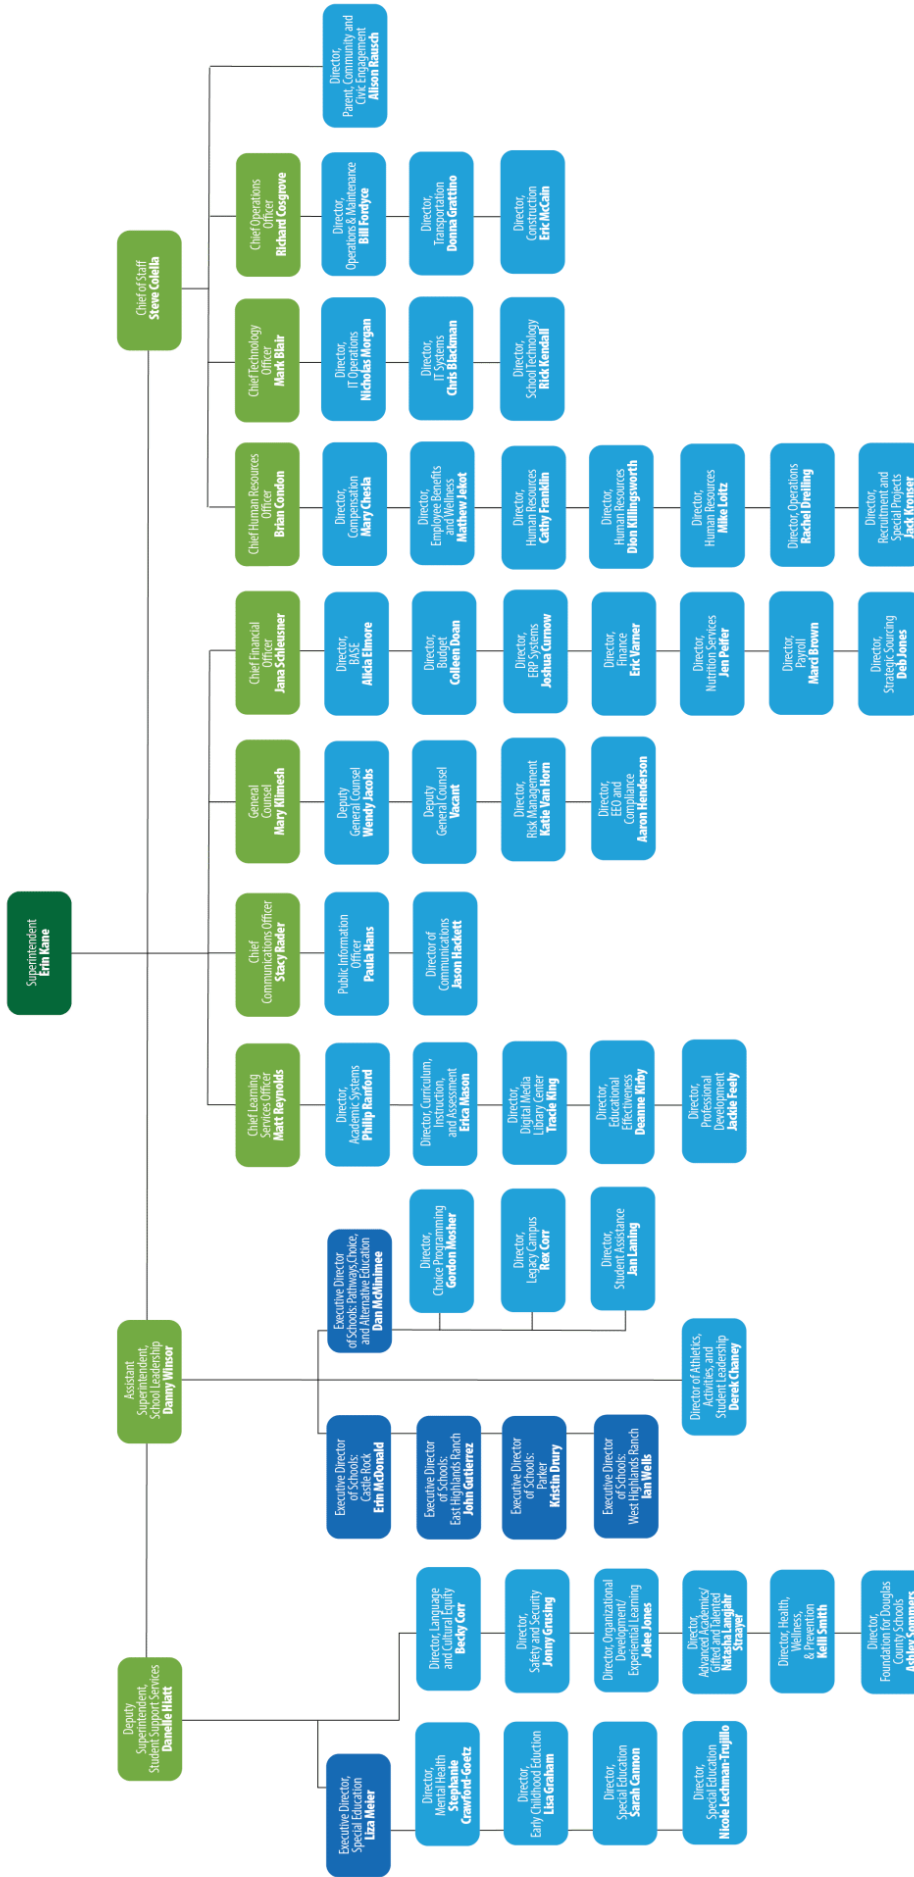 Superintendent
Erin Kane
Deputy
Superintendent,
Student Support Services
Danelle Hiatt
Assistant
Superintendent,
School Leadership
Danny Winsor
Chief of Staff
Steve Colella
Executive Director,
Special Education
Liza Meier
Director,
Mental Health
Stephanie
Crawford-Goetz
Director,
Early Childhood Eduction
Lisa Graham
Director,
Special Education
Sarah Cannon
Director,
Special Education
Nicole Lechman-Trujillo
Director, Language
and Cultural Equity
Becky Corr
Director,
Safety and Security
Jonny Grusing
Director, Organizational
Development/
Experiential Learning
Jolee Jones
Director,
Advanced Academics/
Gifted and Talented
Natasha Langjahr
Straayer
Director, Health,
Wellness,
& Prevention
Kelli Smith
Director,
Foundation for Douglas
County Schools
Ashley Sommers
Executive Director
of Schools:
Castle Rock
Erin McDonald
Executive Director
of Schools:
East Highlands Ranch
John Gutierrez
Executive Director
of Schools:
Parker
Kristin Drury
Executive Director
of Schools:
West Highlands Ranch
Ian Wells
Executive Director
of Schools: Pathways,Choice,
and Alternative Education
Dan McMinimee
Director,
Choice Programming
Gordon Mosher
Director,
Legacy Campus
Rex Corr
Director,
Student Assistance
Jan Laning
Director of Athletics,
Activities, and
Student Leadership
Derek Chaney
Chief Learning
Services Officer
Matt Reynolds
Director,
Academic Systems
Philip Ranford
Director, Curriculum,
Instruction,
and Assessment
Erica Mason
Director,
Digital Media
Library Center
Tracie King
Director,
Educational
Effectiveness
Deanne Kirby
Director,
Professional
Development
Jackie Feely
Chief
Communications Officer
Stacy Rader
Public Information
Officer
Paula Hans
Director of
Communications
Jason Hackett
General
Counsel
Mary Klimesh
Deputy
General Counsel
Wendy Jacobs
Deputy
General Counsel
Vacant
Director,
Risk Management
Katie Van Horn
Director,
EEO and
Compliance
Aaron Henderson
Chief Financial
Officer
Jana Schleusner
Director,
BASE
Alkia Elmore
Director,
Budget
Colleen Doan
Director,
ERP Systems
Joshua Curnow
Director,
Finance
Eric Varner
Director,
Nutrition Services
Jen Peifer
Director,
Payroll
Marci Brown
Director,
Strategic Sourcing
Deb Jones
Chief Human Resources
Officer
Brian Condon
Director,
Compensation
Mary Chesla
Director,
Employee Benefits
and Wellness
Mathew Jekot
Director,
Human Resources
Cathy Franklin
Director,
Human Resources
Dion Killingsworth
Director,
Human Resources
Mike Loitz
Director, Operations
Rachel Dreiling
Director,
Recruitment and
Special Projects
Jack Kronser
Chief Technology
Officer
Mark Blair
Director,
IT Operations
Nicholas Morgan
Director,
IT Systems
Chris Blackman
Director,
School Technology
Rick Kendall
Chief Operations
Officer
Richard Cosgrove
Director,
Operations & Maintenance
Bill Fordyce
Director,
Transportation
Donna Grattino
Director,
Construction
Eric McCain
Director,
Parent, Community and
Civic Engagement
Alison Rausch